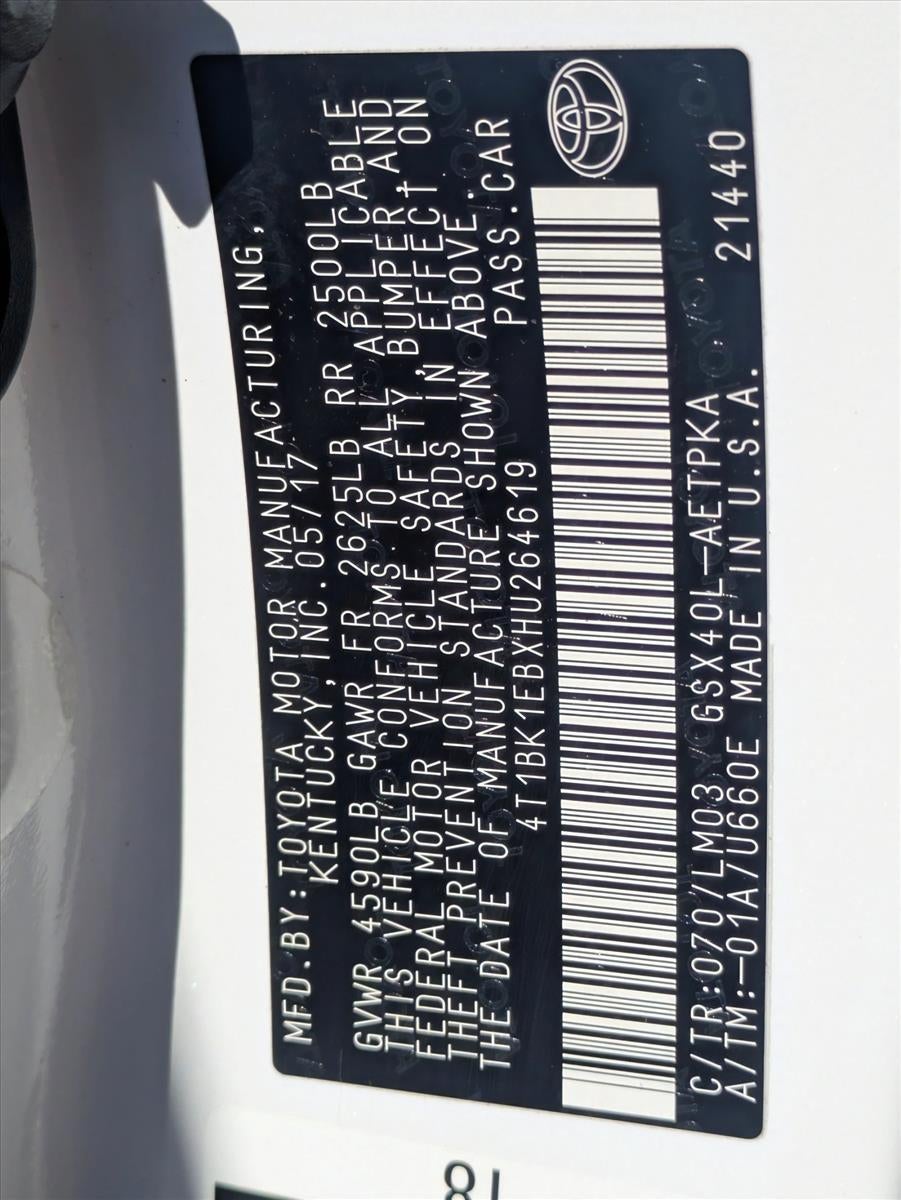 MFD.BY:TOYOTA MOTOR MANUFACTURING,
KENTUCKY,INC.05/17
GVWR 4590LB GAWR FR 2625LB RR 2500LB
THIS VEHICLE CONFORMS TO ALL APPLICABLE
FEDERAL MOTOR VEHICLE SAFETY,BUMPER,AND
THEFT PREVENTION STANDARDS IN EFFECT ON
THE DATE OF MANUFACTURE SHOWN ABOVE.
4T1BK1EBXHU264619 PASS.CAR
C/TR:070/LM03 GSX40L-AETPKA 21440
A/TM:-01A/U660E MADE IN U.S.A.